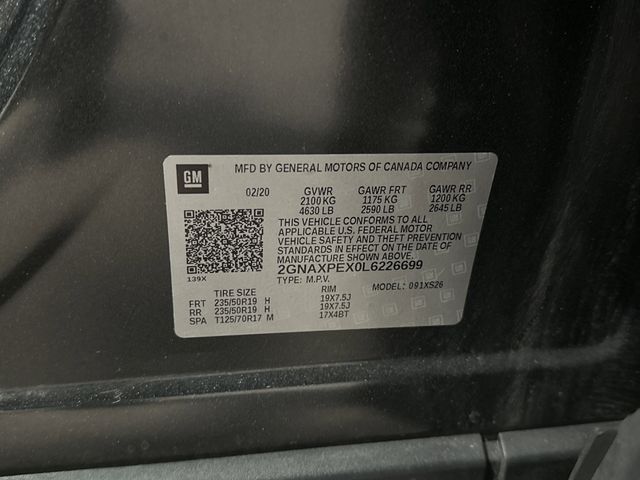 GM
MFD BY GENERAL MOTORS OF CANADA COMPANY
02/20 GVWR GAWR FRT GAWR RR
2100 KG 1175 KG 1200 KG
4630 LB 2590 LB 2645 LB
THIS VEHICLE CONFORMS TO ALL
APPLICABLE U.S. FEDERAL MOTOR
VEHICLE SAFETY AND THEFT PREVENTION
STANDARDS IN EFFECT ON THE DATE OF
MANUFACTURE SHOWN ABOVE.
139X 2GNAXPEX0L6226699
TYPE: M.P.V. MODEL: 091XS26
TIRE SIZE RIM
FRT 235/50R19 H 19X7.5J
RR 235/50R19 H 19X7.5J
SPA T125/70R17 M 17X4BT